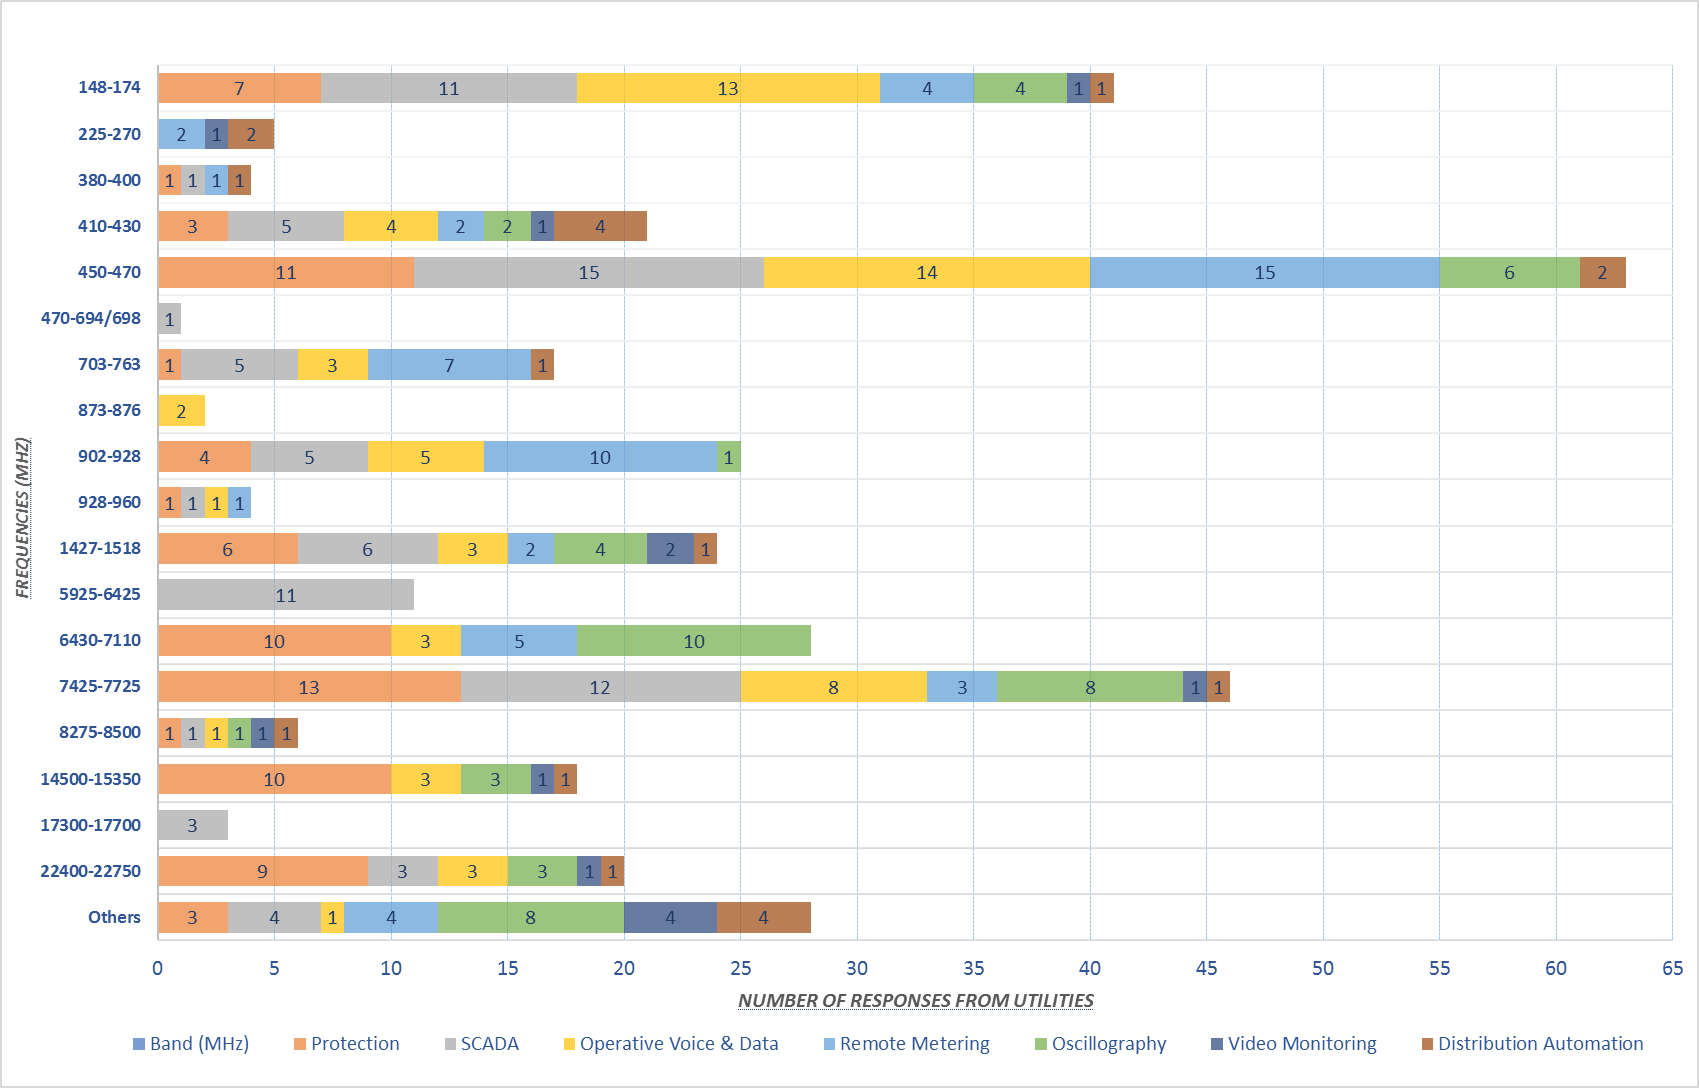 148-174 7 11 13 4 4 1 1
225-270 2 1 2
380-400 1 1 1 1
410-430 3 5 4 2 2 1 4
450-470 11 15 14 15 6 2
470-694/698 1
703-763 1 5 3 7 1
873-876 2
902-928 4 5 5 10 1
928-960 1 1 1 1
1427-1518 6 6 3 2 4 2 1
5925-6425 11
6430-7110 10 3 5 10
7425-7725 13 12 8 3 8 1 1
8275-8500 1 1 1 1 1 1
14500-15350 10 3 3 1 1
17300-17700 3
22400-22750 9 3 3 3 1 1
Others 3 4 1 4 8 4 4
FREQUENCIES (MHZ)
0 5 10 15 20 25 30 35 40 45 50 55 60 65
NUMBER OF RESPONSES FROM UTILITIES
Band (MHz) Protection SCADA Operative Voice & Data Remote Metering Oscillography Video Monitoring Distribution Automation